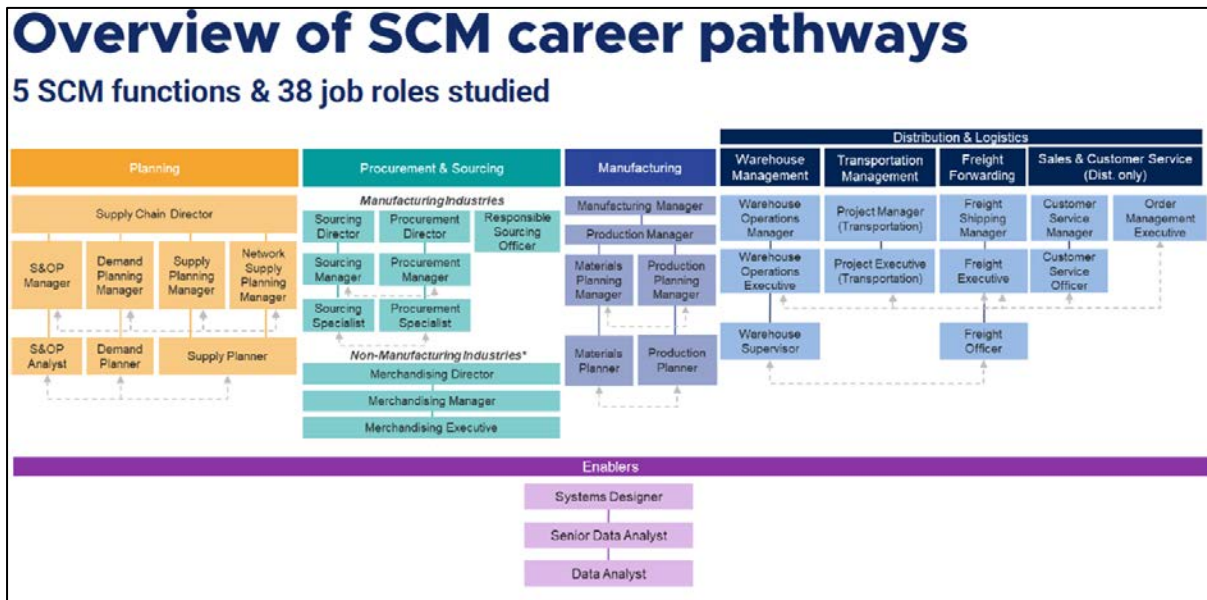 Overview of SCM career pathways
5 SCM functions & 38 job roles studied
Distribution & Logistics
Planning
Procurement & Sourcing
Manufacturing
Warehouse
Management
Transportation
Management
Freight
Forwarding
Sales & Customer Service
(Dist. only)
Supply Chain Director
S&OP
Manager
Demand
Planning
Manager
Supply
Planning
Manager
Network
Supply
Planning
Manager
S&OP
Analyst
Demand
Planner
Supply Planner
Manufacturing Industries
Sourcing
Director
Procurement
Director
Responsible
Sourcing
Officer
Sourcing
Manager
Procurement
Manager
Sourcing
Specialist
Procurement
Specialist
Non-Manufacturing Industries*
Merchandising Director
Merchandising Manager
Merchandising Executive
Manufacturing Manager
Production Manager
Materials
Planning
Manager
Production
Planning
Manager
Materials
Planner
Production
Planner
Warehouse
Operations
Manager
Warehouse
Operations
Executive
Warehouse
Supervisor
Project Manager
(Transportation)
Project Executive
(Transportation)
Freight
Shipping
Manager
Freight
Executive
Freight
Officer
Customer
Service
Manager
Customer
Service
Officer
Order
Management
Executive
Enablers
Systems Designer
Senior Data Analyst
Data Analyst